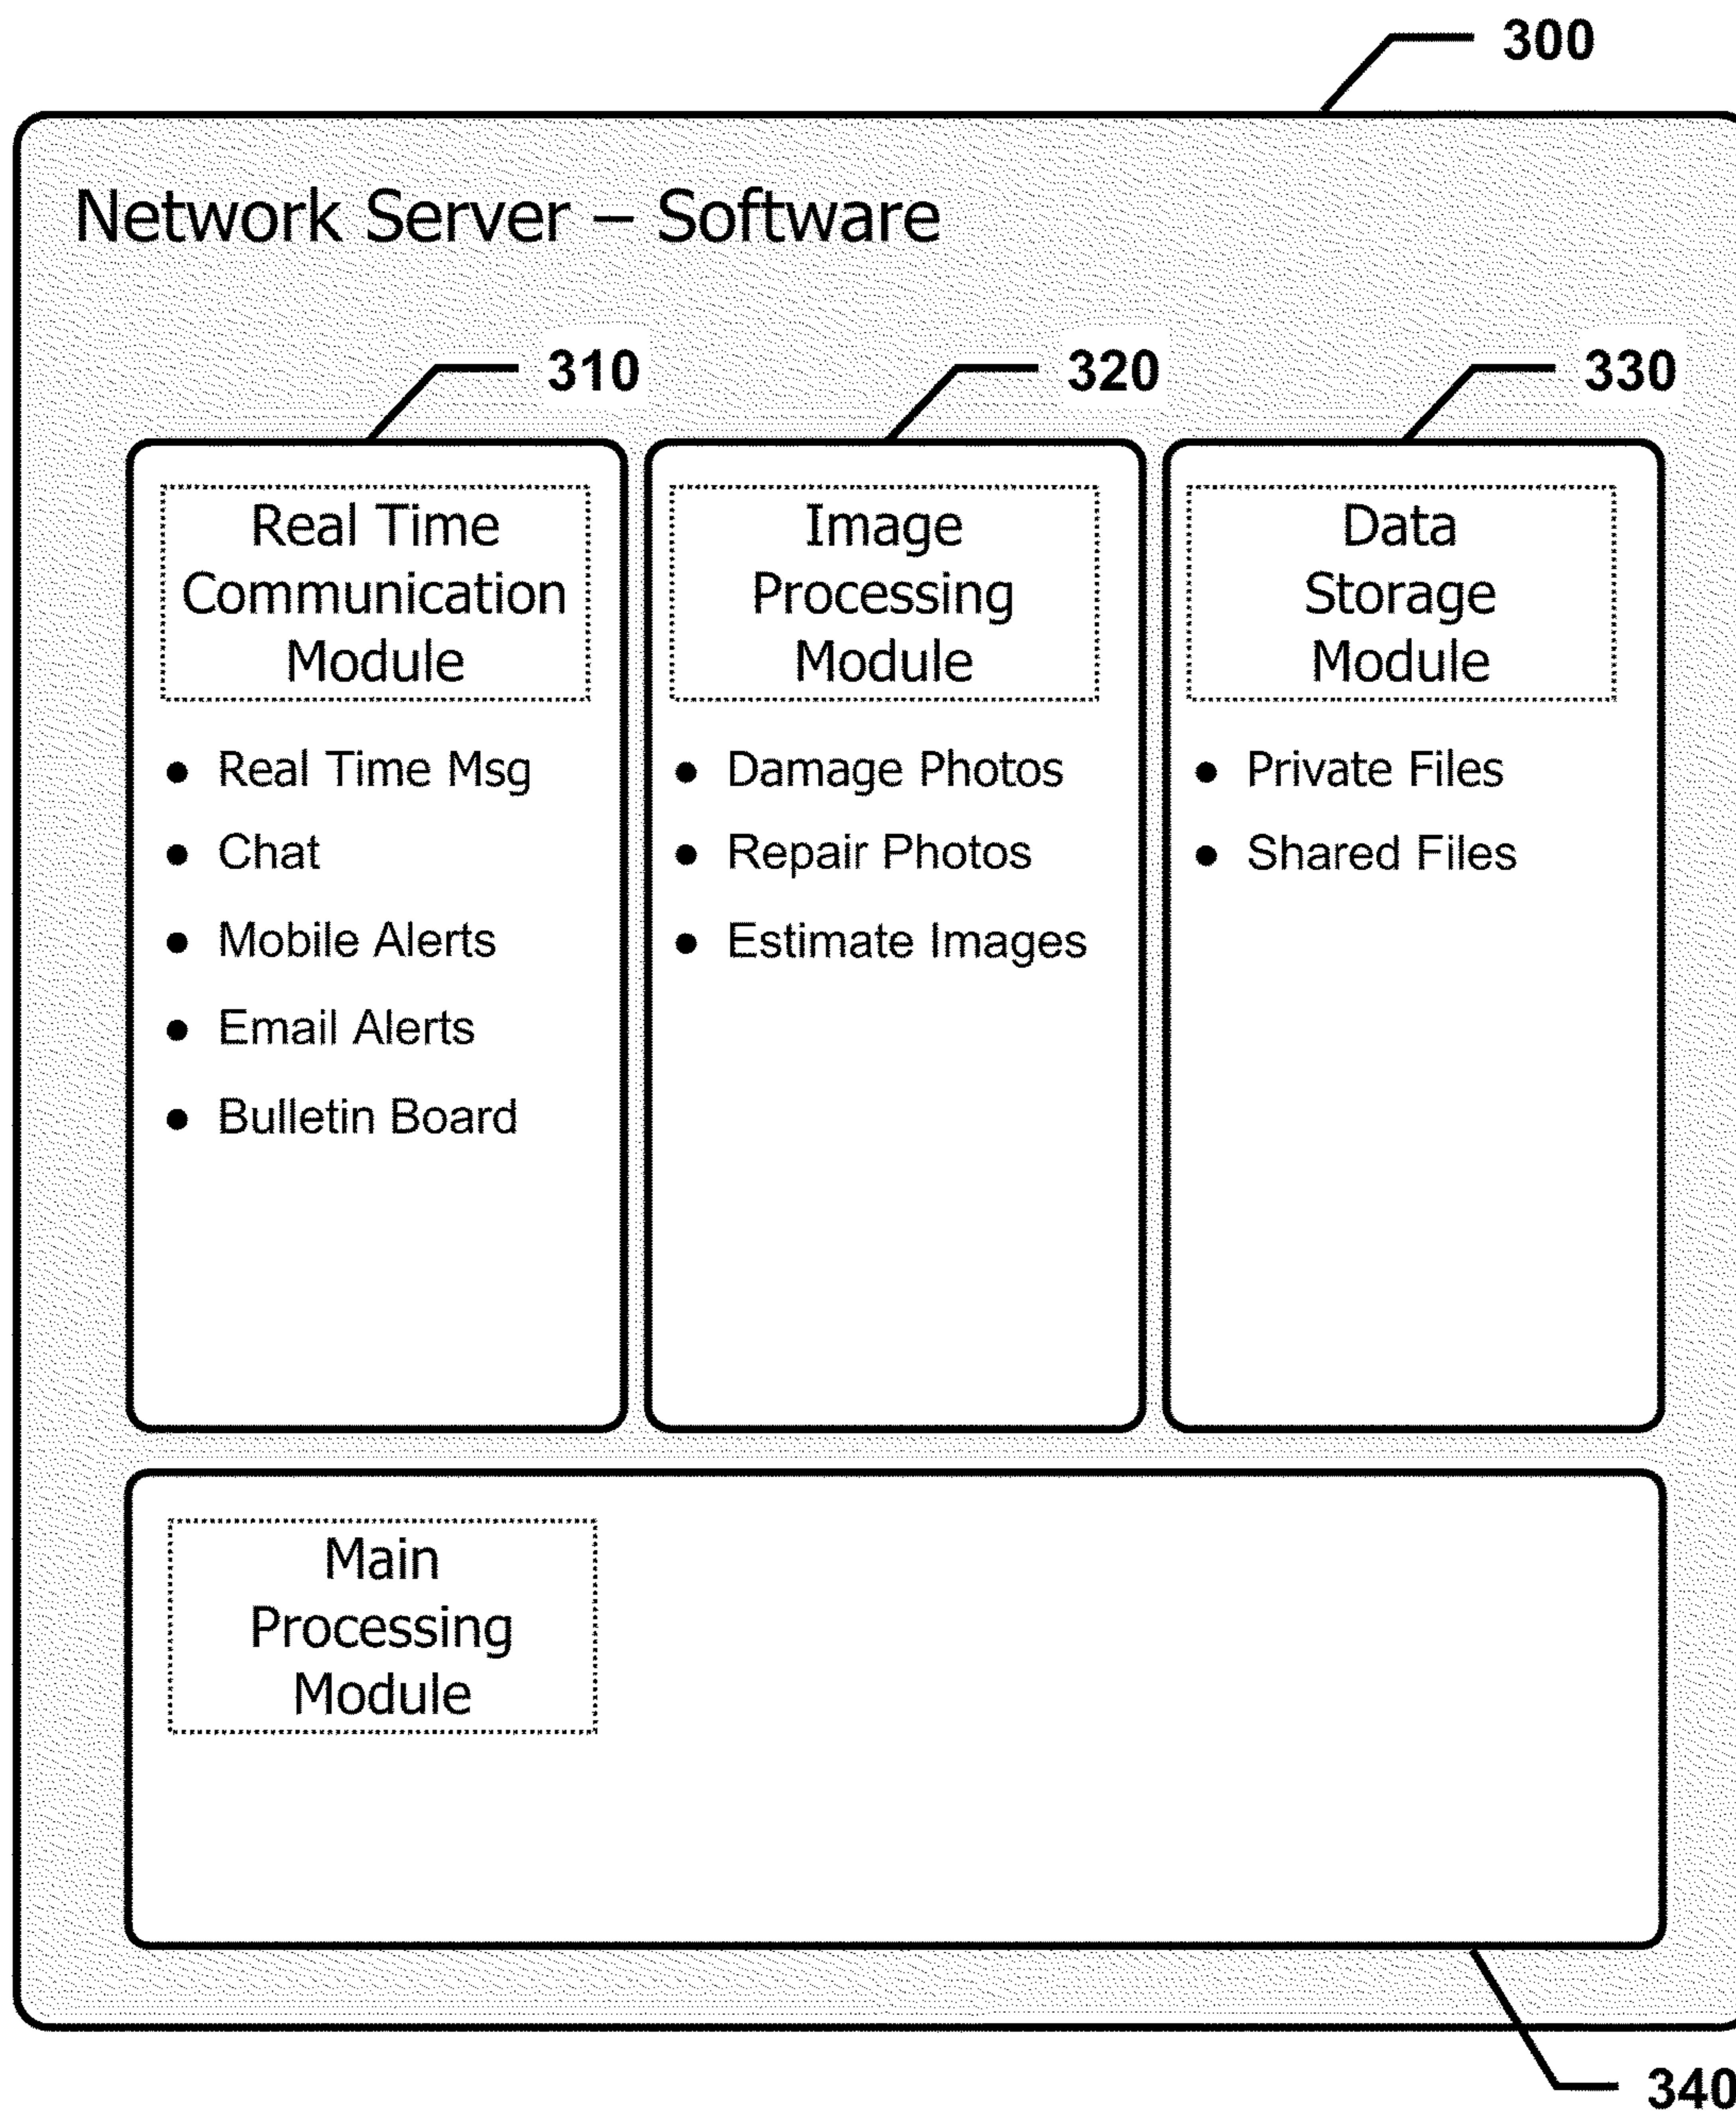 300
Network Server – Software
310
320
330
Real Time
Communication
Module
• Real Time Msg
• Chat
• Mobile Alerts
• Email Alerts
• Bulletin Board
Image
Processing
Module
• Damage Photos
• Repair Photos
• Estimate Images
Data
Storage
Module
• Private Files
• Shared Files
Main
Processing
Module
340